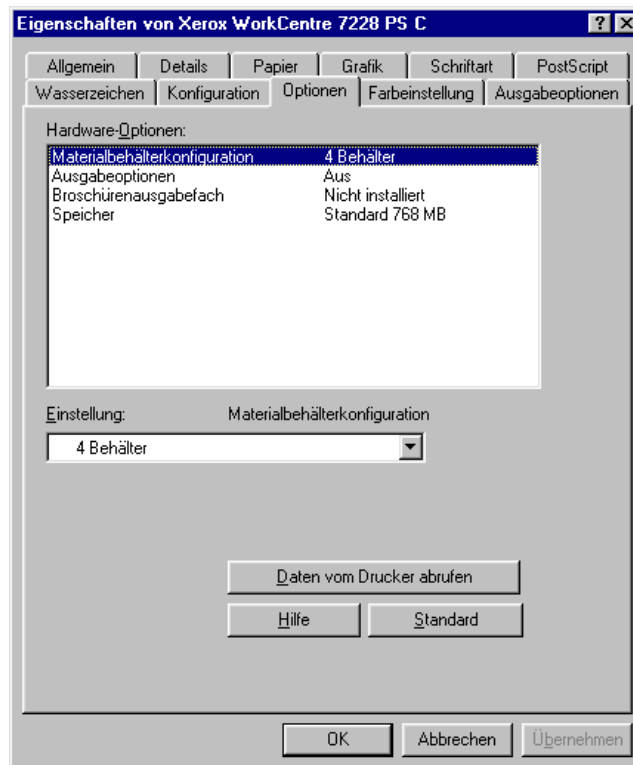 Eigenschaften von Xerox WorkCentre 7228 PS C
Allgemein Details Papier Grafik Schriftart PostScript
Wasserzeichen Konfiguration Optionen Farbeinstellung Ausgabeoptionen
Hardware-Optionen:
Materialbehälterkonfiguration 4 Behälter
Ausgabeoptionen Aus
Broschürenausgabefach Nicht installiert
Speicher Standard 768 MB
Einstellung: Materialbehälterkonfiguration
4 Behälter
Daten vom Drucker abrufen
Hilfe Standard
OK Abbrechen Übernehmen